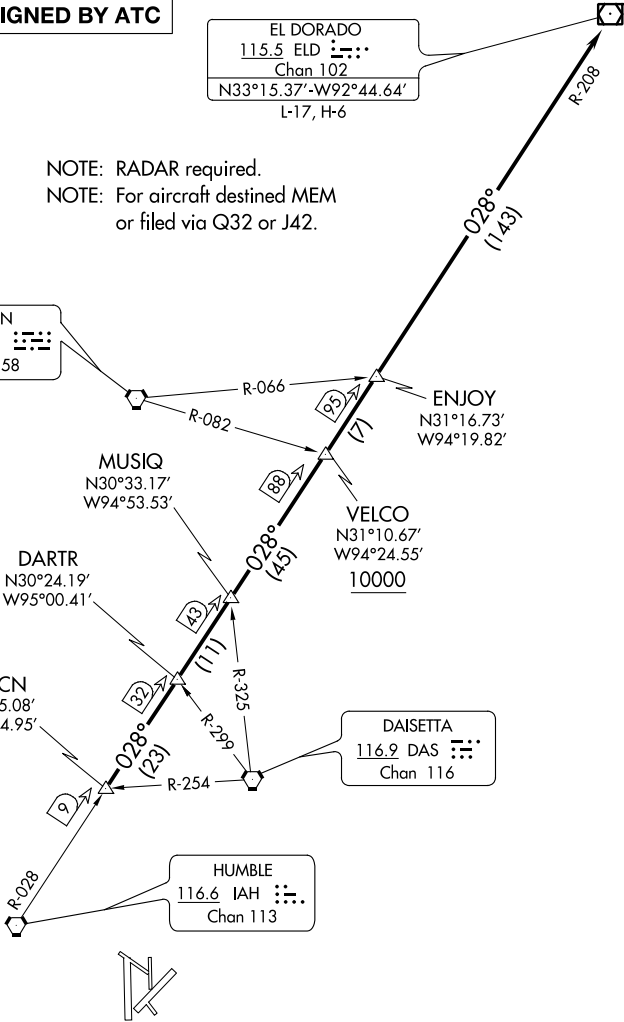 SIGNED BY ATC
EL DORADO
115.5 ELD
Chan 102
N33°15.37'-W92°44.64'
L-17, H-6
R-208
NOTE: RADAR required.
NOTE: For aircraft destined MEM
or filed via Q32 or J42.
028°
(143)
N
58
R-066
R-082
95
(7)
ENJOY
N31°16.73'
W94°19.82'
88
VELCO
N31°10.67'
W94°24.55'
10000
MUSIQ
N30°33.17'
W94°53.53'
028°
(45)
DARTR
N30°24.19'
W95°00.41'
43
(11)
R-325
32
R-299
CN
5.08'
4.95'
028°
(23)
R-254
DAISETTA
116.9 DAS
Chan 116
9
R-028
HUMBLE
116.6 IAH
Chan 113